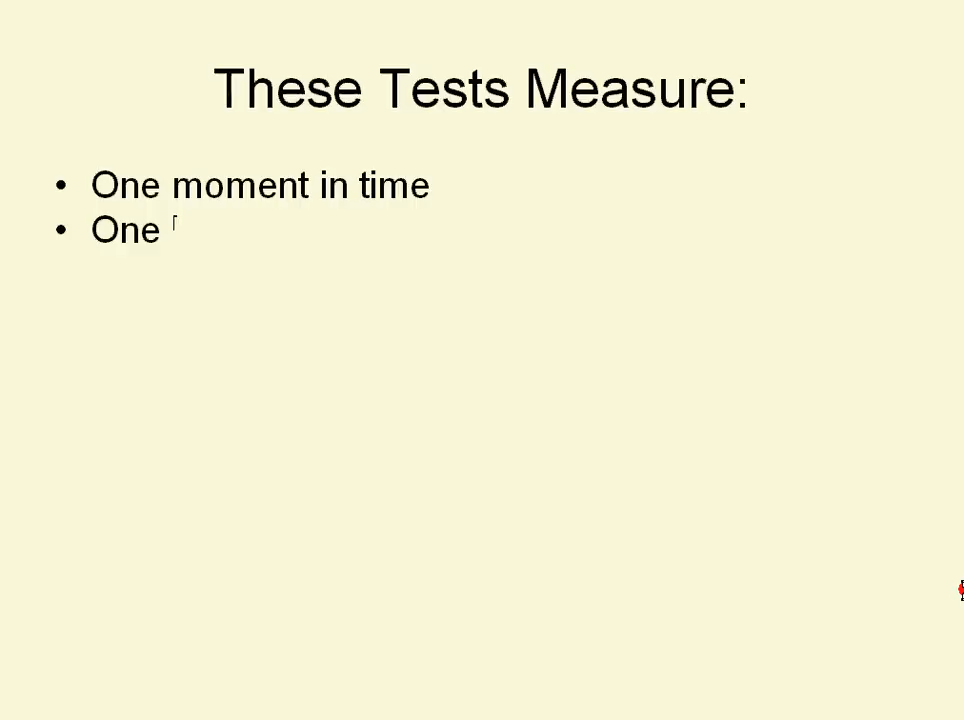 These Tests Measure:
• One moment in time
• One